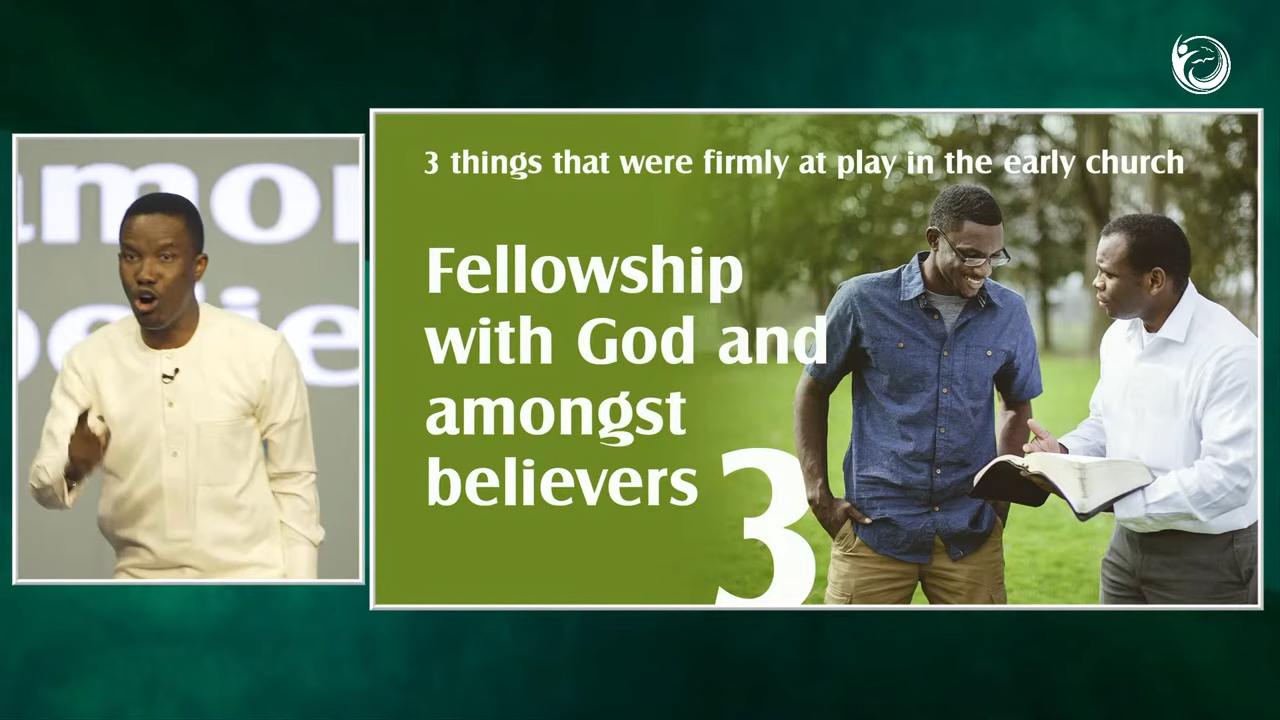 3 things that were firmly at play in the early church
Fellowship
with God and
amongst
believers
3